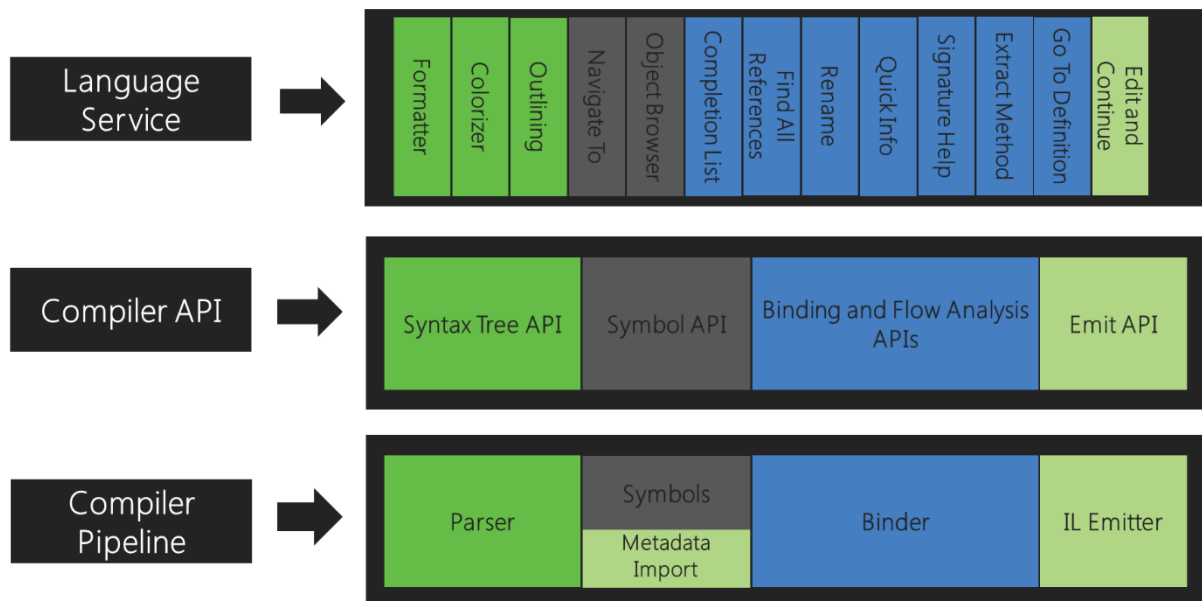 Language
Service
Formatter
Colorizer
Outlining
Navigate To
Object Browser
Completion List
Find All
References
Rename
Quick Info
Signature Help
Extract Method
Go To Definition
Edit and
Continue
Compiler API
Syntax Tree API
Symbol API
Binding and Flow Analysis
APIs
Emit API
Compiler
Pipeline
Parser
Symbols
Metadata
Import
Binder
IL Emitter